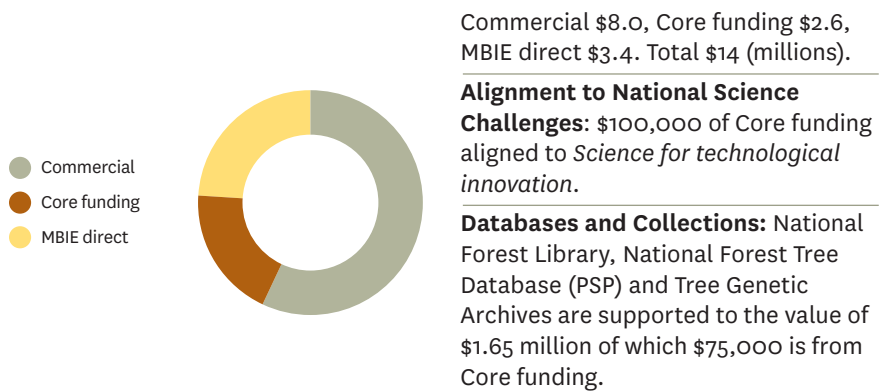 Commercial
Core funding
MBIE direct
Commercial $8.0, Core funding $2.6,
MBIE direct $3.4. Total $14 (millions).
Alignment to National Science
Challenges: $100,000 of Core funding
aligned to Science for technological
innovation.
Databases and Collections: National
Forest Library, National Forest Tree
Database (PSP) and Tree Genetic
Archives are supported to the value of
$1.65 million of which $75,000 is from
Core funding.